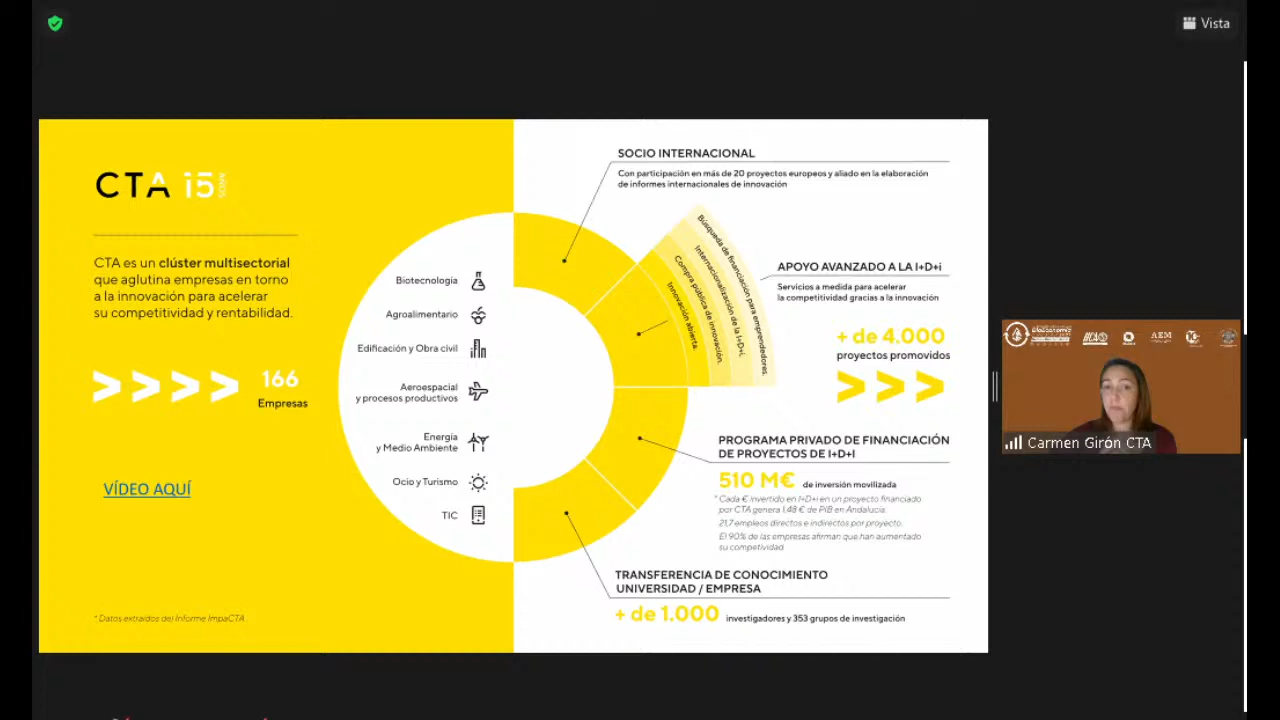 Vista
CTA 15 AÑOS
CTA es un clúster multisectorial
que aglutina empresas en torno
a la innovación para acelerar
su competitividad y rentabilidad.
166
Empresas
VÍDEO AQUÍ
* Datos extraídos del Informe ImpaCTA
Biotecnología
Agroalimentario
Edificación y Obra civil
Aeroespacial
y procesos productivos
Energía
y Medio Ambiente
Ocio y Turismo
TIC
SOCIO INTERNACIONAL
Con participación en más de 20 proyectos europeos y aliado en la elaboración
de informes internacionales de innovación
Búsqueda de financiación para emprendedores.
Internacionalización de la I+D+i.
Compra pública de innovación.
Innovación abierta.
APOYO AVANZADO A LA I+D+i
Servicios a medida para acelerar
la competitividad gracias a la innovación
+ de 4.000
proyectos promovidos
PROGRAMA PRIVADO DE FINANCIACIÓN
DE PROYECTOS DE I+D+I
510 M€ de inversión movilizada
* Cada € invertido en I+D+i en un proyecto financiado
por CTA genera 1,48 € de PIB en Andalucía.
21,7 empleos directos e indirectos por proyecto.
El 90% de las empresas afirman que han aumentado
su competividad
TRANSFERENCIA DE CONOCIMIENTO
UNIVERSIDAD / EMPRESA
+ de 1.000 investigadores y 353 grupos de investigación
BioEconomía
AEM
Carmen Girón CTA